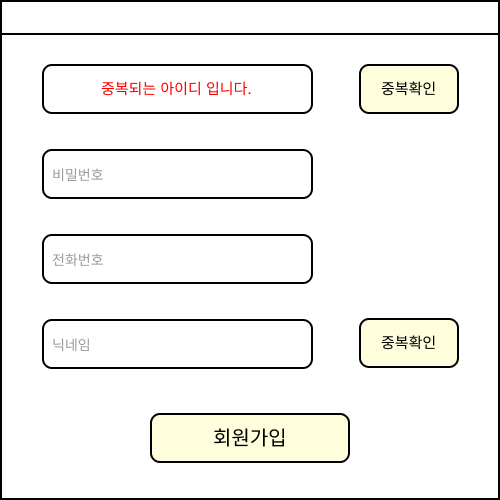 중복되는 아이디 입니다.
중복확인
비밀번호
전화번호
닉네임
중복확인
회원가입